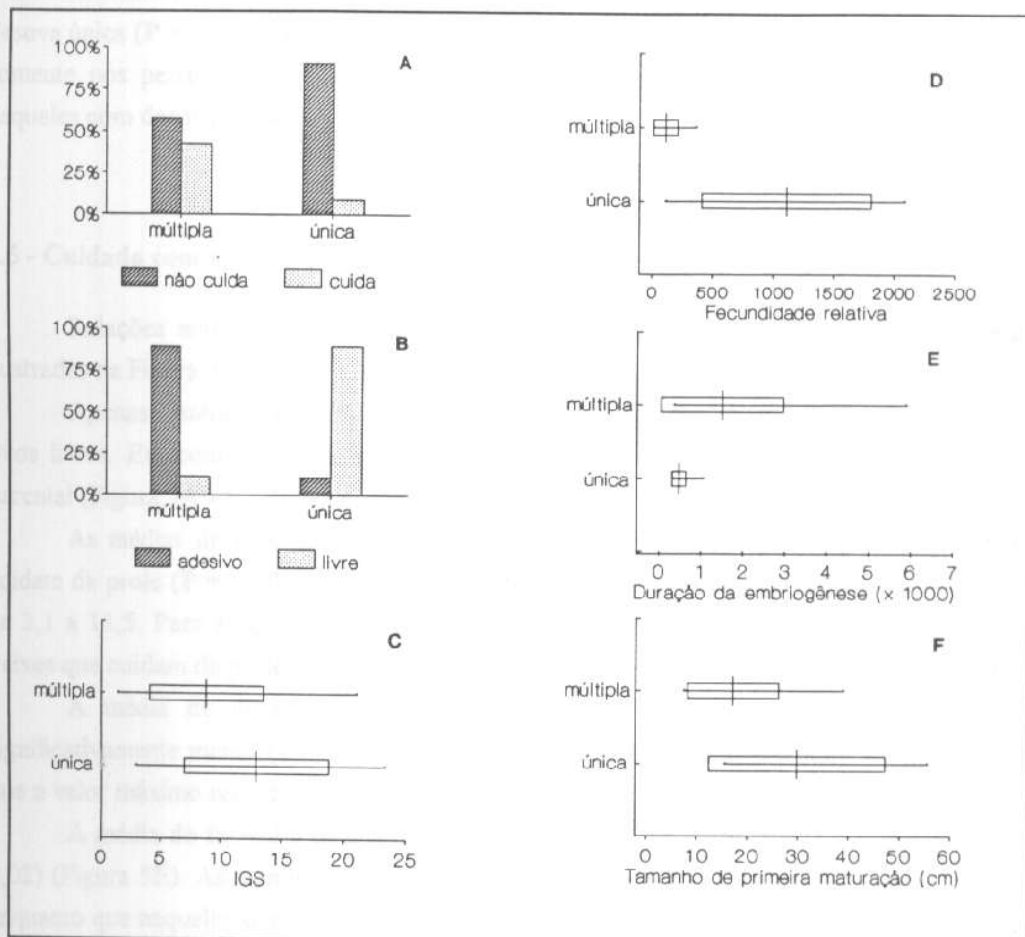 A
100%
75%
50%
25%
0%
múltipla única
não cuida cuida
B
100%
75%
50%
25%
0%
múltipla única
adesivo livre
C
múltipla
única
0 5 10 15 20 25
IGS
D
múltipla
única
0 500 1000 1500 2000 2500
Fecundidade relativa
E
múltipla
única
0 1 2 3 4 5 6 7
Duração da embriogênese (× 1000)
F
múltipla
única
0 10 20 30 40 50 60
Tamanho de primeira maturação (cm)